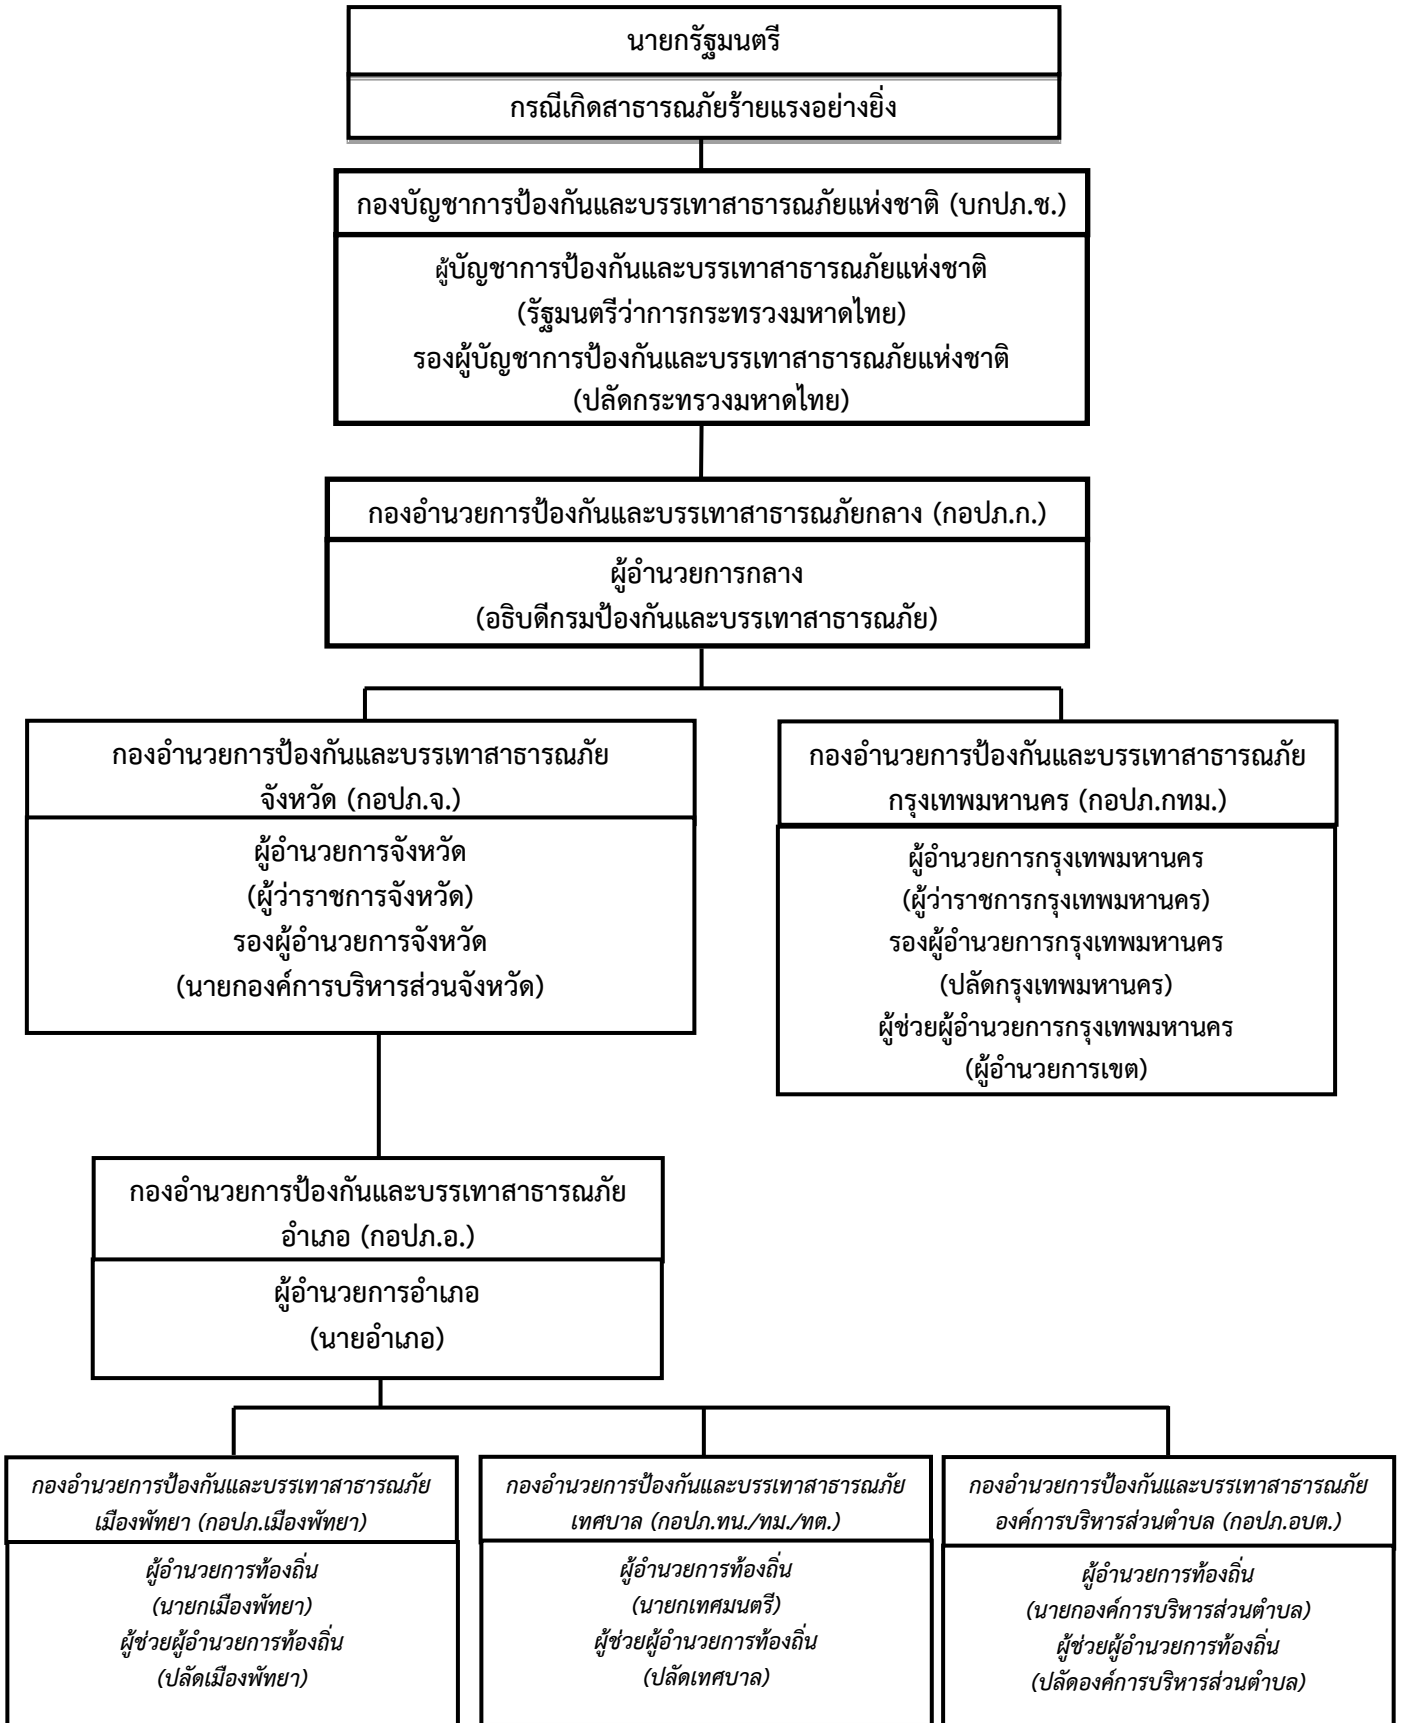 นายกรัฐมนตรี
กรณีเกิดสาธารณภัยร้ายแรงอย่างยิ่ง
กองบัญชาการป้องกันและบรรเทาสาธารณภัยแห่งชาติ (บกปภ.ช.)
ผู้บัญชาการป้องกันและบรรเทาสาธารณภัยแห่งชาติ
(รัฐมนตรีว่าการกระทรวงมหาดไทย)
รองผู้บัญชาการป้องกันและบรรเทาสาธารณภัยแห่งชาติ
(ปลัดกระทรวงมหาดไทย)
กองอำนวยการป้องกันและบรรเทาสาธารณภัยกลาง (กอปภ.ก.)
ผู้อำนวยการกลาง
(อธิบดีกรมป้องกันและบรรเทาสาธารณภัย)
กองอำนวยการป้องกันและบรรเทาสาธารณภัย
จังหวัด (กอปภ.จ.)
ผู้อำนวยการจังหวัด
(ผู้ว่าราชการจังหวัด)
รองผู้อำนวยการจังหวัด
(นายกองค์การบริหารส่วนจังหวัด)
กองอำนวยการป้องกันและบรรเทาสาธารณภัย
กรุงเทพมหานคร (กอปภ.กทม.)
ผู้อำนวยการกรุงเทพมหานคร
(ผู้ว่าราชการกรุงเทพมหานคร)
รองผู้อำนวยการกรุงเทพมหานคร
(ปลัดกรุงเทพมหานคร)
ผู้ช่วยผู้อำนวยการกรุงเทพมหานคร
(ผู้อำนวยการเขต)
กองอำนวยการป้องกันและบรรเทาสาธารณภัย
อำเภอ (กอปภ.อ.)
ผู้อำนวยการอำเภอ
(นายอำเภอ)
กองอำนวยการป้องกันและบรรเทาสาธารณภัย
เมืองพัทยา (กอปภ.เมืองพัทยา)
ผู้อำนวยการท้องถิ่น
(นายกเมืองพัทยา)
ผู้ช่วยผู้อำนวยการท้องถิ่น
(ปลัดเมืองพัทยา)
กองอำนวยการป้องกันและบรรเทาสาธารณภัย
เทศบาล (กอปภ.ทน./ทม./ทต.)
ผู้อำนวยการท้องถิ่น
(นายกเทศมนตรี)
ผู้ช่วยผู้อำนวยการท้องถิ่น
(ปลัดเทศบาล)
กองอำนวยการป้องกันและบรรเทาสาธารณภัย
องค์การบริหารส่วนตำบล (กอปภ.อบต.)
ผู้อำนวยการท้องถิ่น
(นายกองค์การบริหารส่วนตำบล)
ผู้ช่วยผู้อำนวยการท้องถิ่น
(ปลัดองค์การบริหารส่วนตำบล)